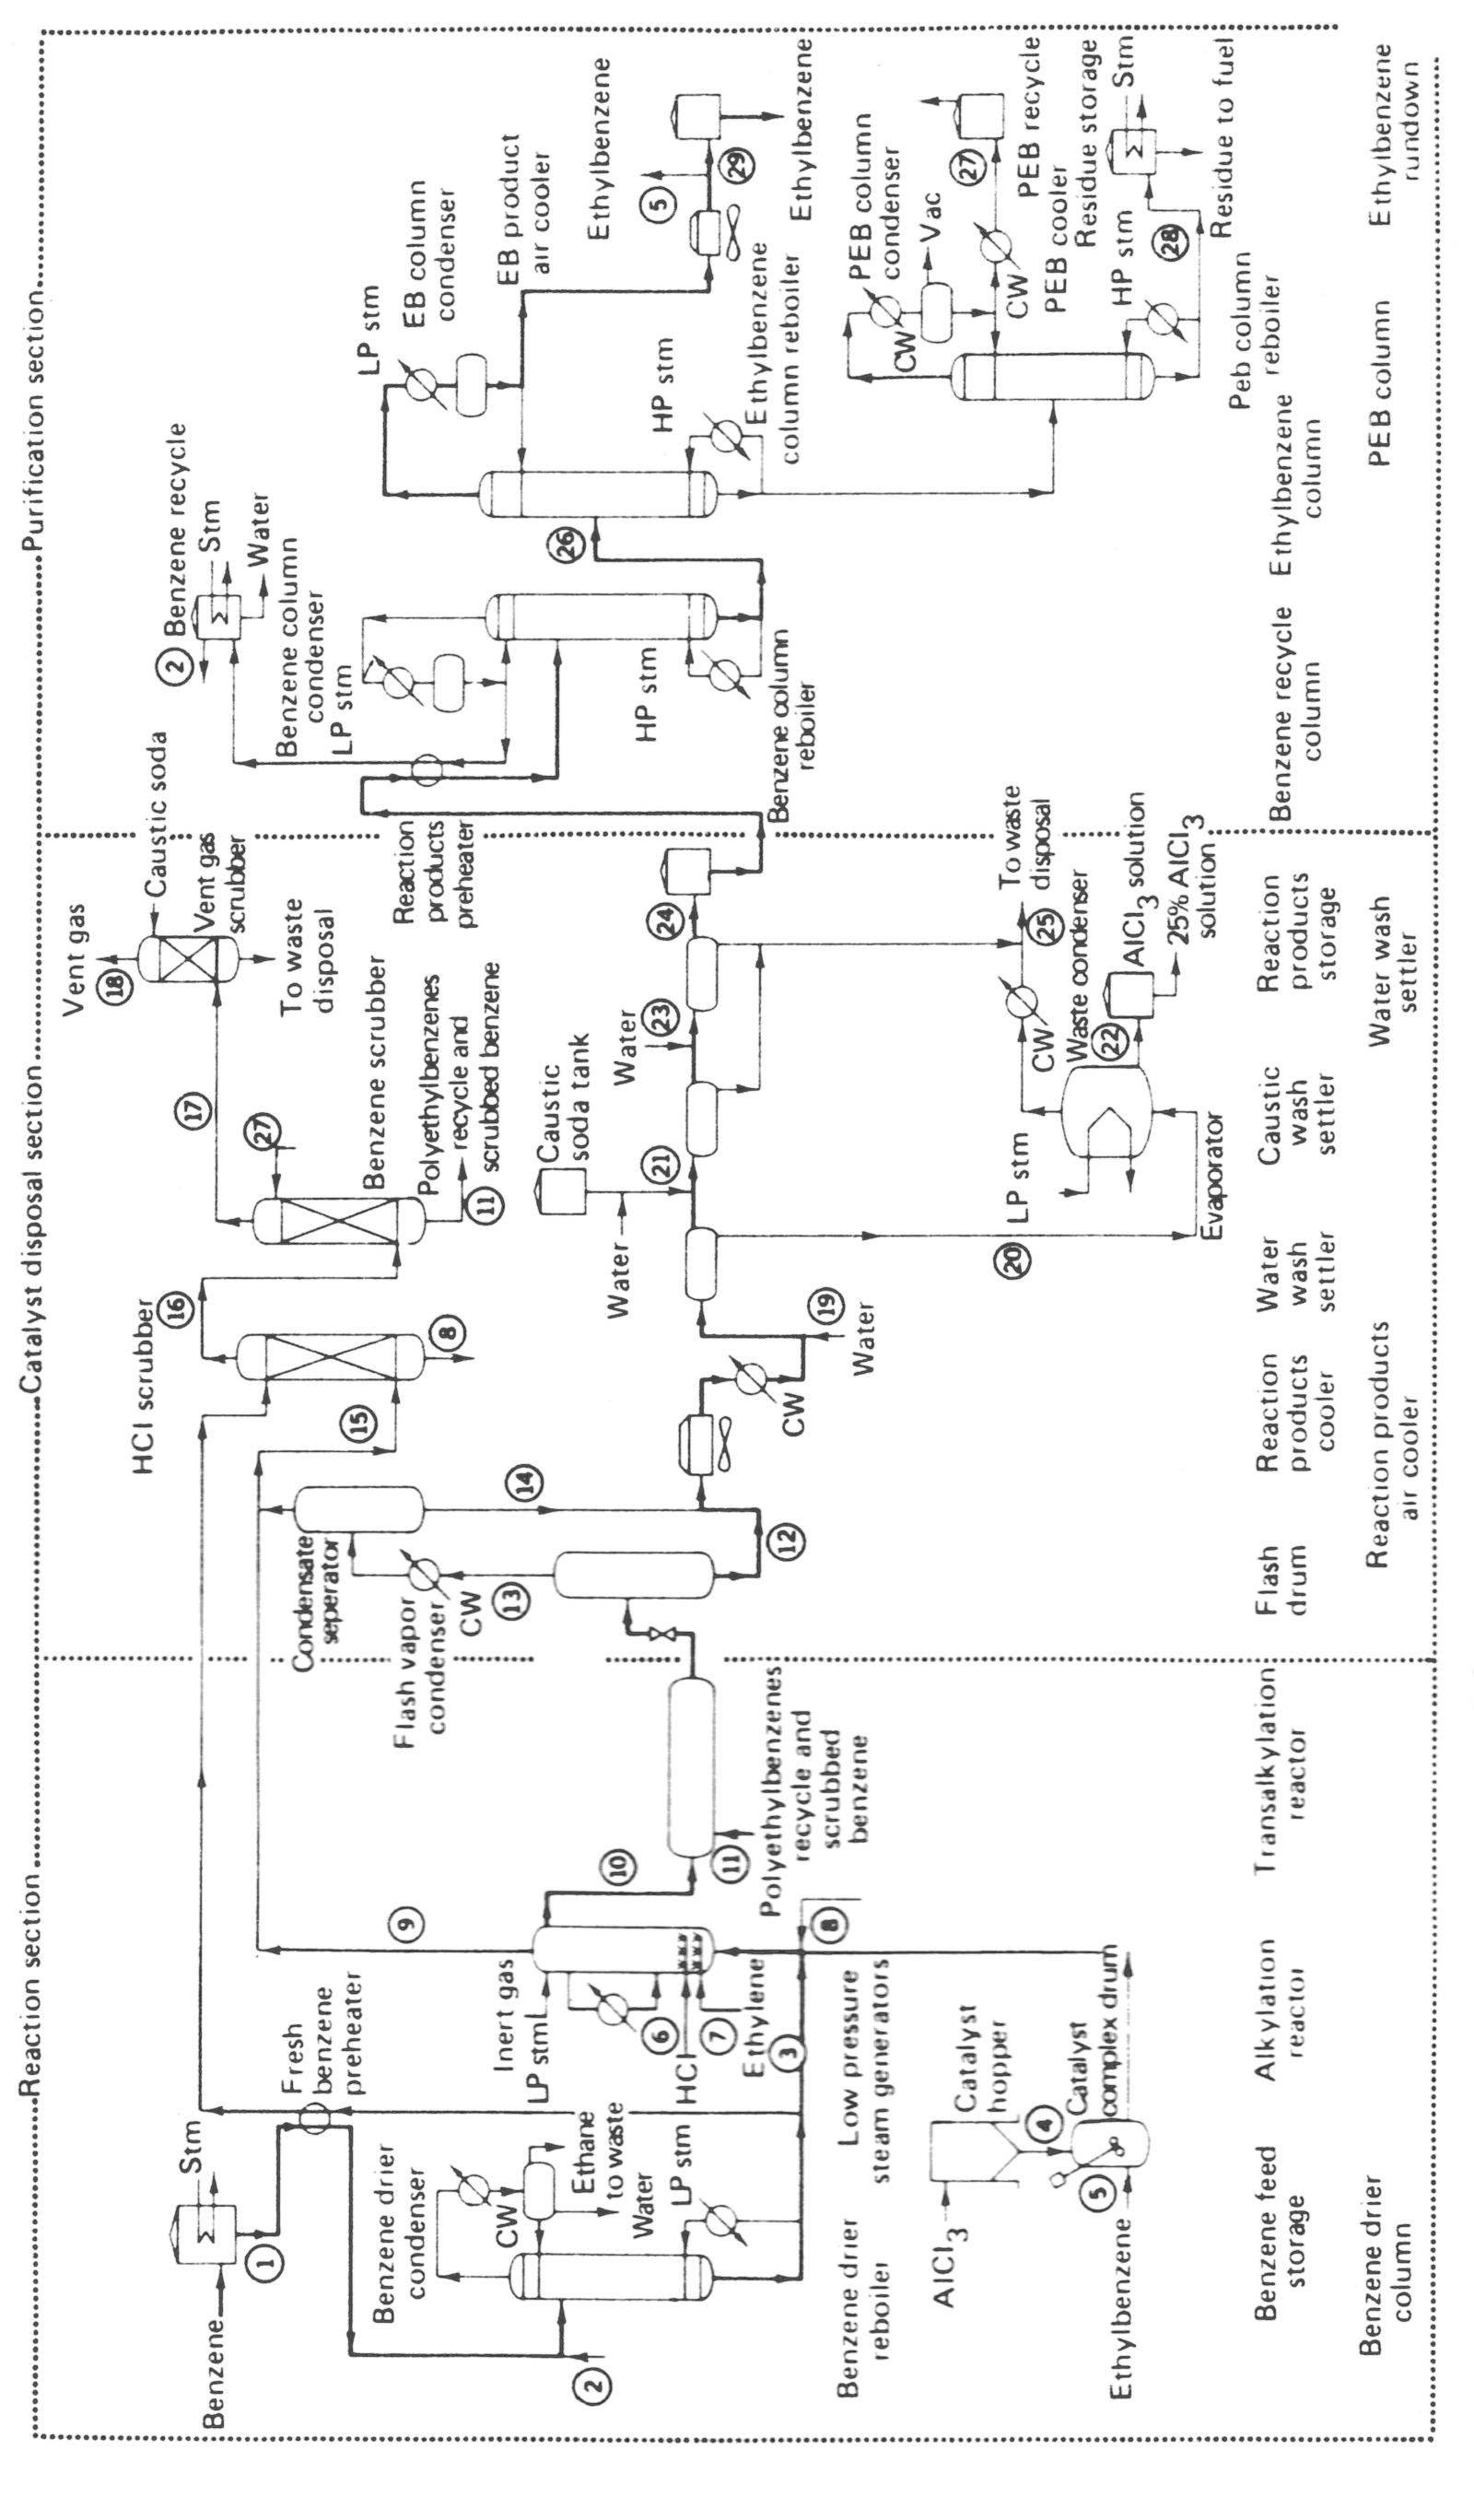 Reaction section
Catalyst disposal section
Purification section
Benzene
Stm
1
Fresh
benzene
preheater
Benzene drier
condenser
CW
Ethane
to waste
Water
LP stm
2
Benzene drier
reboiler
Inert gas
LP stm
9
10
6
HCl
7
Ethylene
3
8
Low pressure
steam generators
11
Polyethylbenzenes
recycle and
scrubbed
benzene
AlCl3
Catalyst
hopper
4
Catalyst
complex drum
5
Ethylbenzene
Benzene feed
storage
Benzene drier
column
Alkylation
reactor
Transalkylation
reactor
HCl scrubber
Condensate
seperator
Flash vapor
condenser
CW
13
14
12
15
16
8
Benzene scrubber
27
17
Polyethylbenzenes
recycle and
scrubbed benzene
11
Vent gas
18
Caustic soda
Vent gas
scrubber
To waste
disposal
CW
19
Water
Water
Caustic
soda tank
21
Water
23
24
20
LP stm
Evaporator
CW
Waste condenser
22
25
To waste
disposal
AlCl3 solution
25% AlCl3
solution
Flash
drum
Reaction products
air cooler
Reaction
products
cooler
Water
wash
settler
Caustic
wash
settler
Water wash
settler
Reaction
products
storage
Reaction
products
preheater
2
Benzene recycle
Stm
Water
Benzene column
condenser
LP stm
HP stm
Benzene column
reboiler
26
LP stm
EB column
condenser
EB product
air cooler
HP stm
Ethylbenzene
column reboiler
Ethylbenzene
5
29
Ethylbenzene
PEB column
condenser
CW
Vac
CW
PEB cooler
27
PEB recycle
HP stm
Peb column
reboiler
28
Residue storage
Stm
Residue to fuel
Benzene recycle
column
Ethylbenzene
column
PEB column
Ethylbenzene
rundown